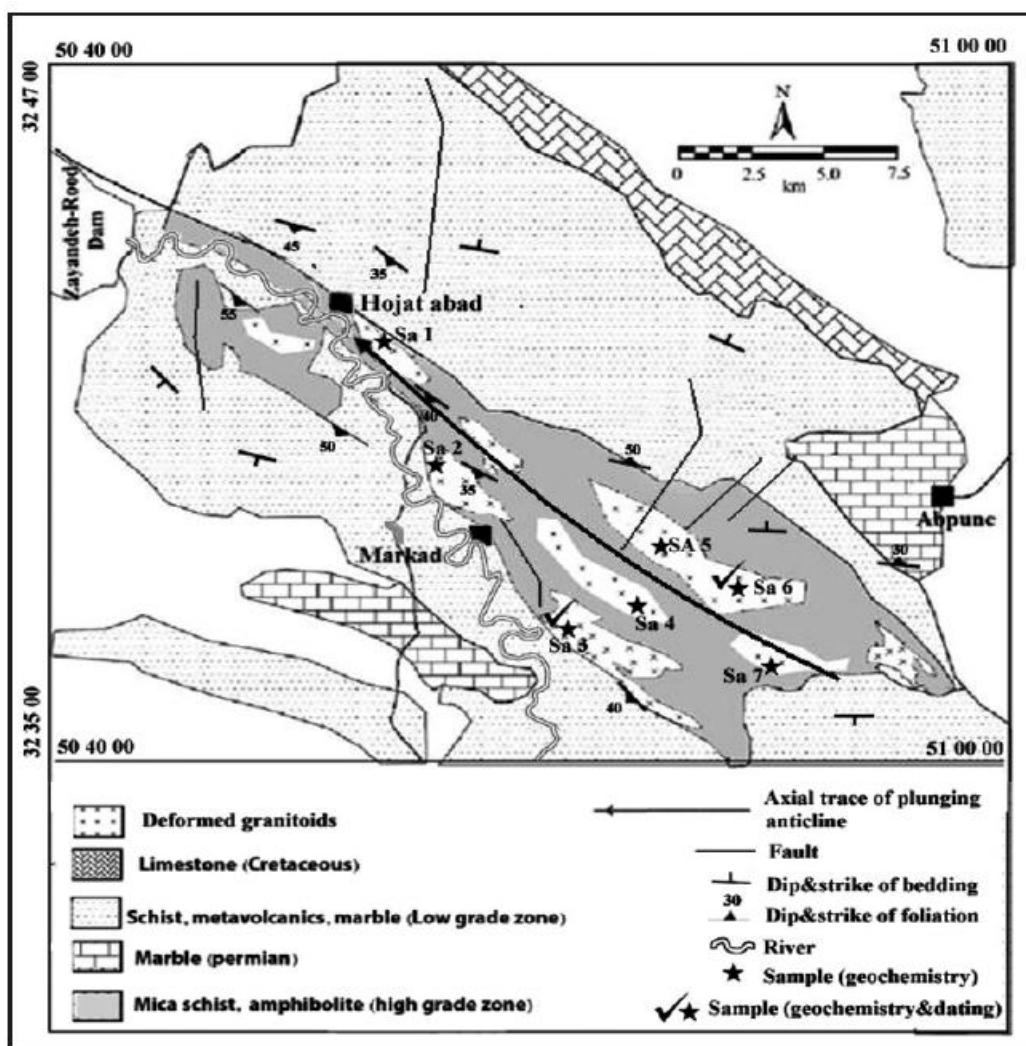 50 40 00
51 00 00
32 47 00
N
0 2.5 5.0 7.5
km
Zayandeh-Rood
Dam
45
35
Hojat abad
55
Sa 1
40
50
50
Sa 2
35
Markad
SA 5
Abpunc
30
Sa 6
Sa 4
Sa 3
Sa 7
40
32 35 00
50 40 00
51 00 00
Deformed granitoids
Limestone (Cretaceous)
Schist, metavolcanics, marble (Low grade zone)
Marble (permian)
Mica schist, amphibolite (high grade zone)
Axial trace of plunging
anticline
Fault
Dip&strike of bedding
30
Dip&strike of foliation
River
Sample (geochemistry)
Sample (geochemistry&dating)